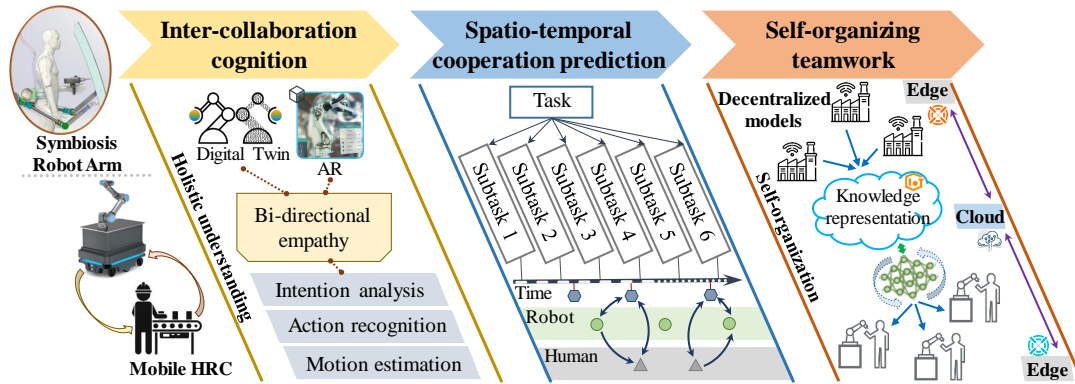 Symbiosis
Robot Arm
Mobile HRC
Inter-collaboration
cognition
Holistic understanding
Digital Twin
AR
Bi-directional
empathy
Intention analysis
Action recognition
Motion estimation
Spatio-temporal
cooperation prediction
Task
Subtask 1
Subtask 2
Subtask 3
Subtask 4
Subtask 5
Subtask 6
Time
Robot
Human
Self-organizing
teamwork
Decentralized
models
Self-organization
Knowledge
representation
IoT
Edge
Cloud
Edge